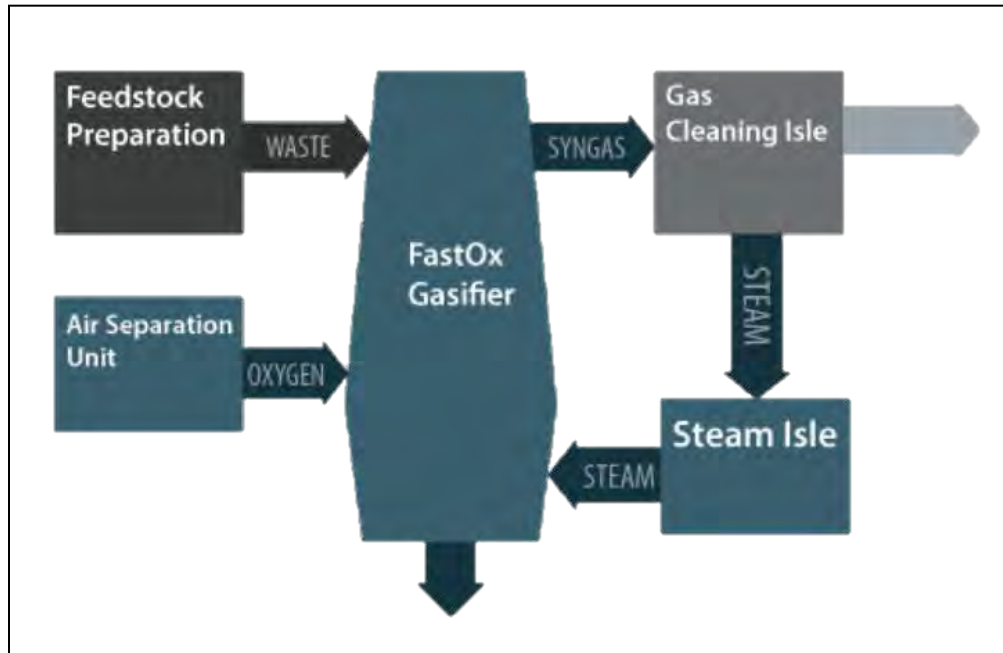 Feedstock
Preparation
WASTE
SYNGAS
Gas
Cleaning Isle
FastOx
Gasifier
STEAM
Air Separation
Unit
OXYGEN
Steam Isle
STEAM